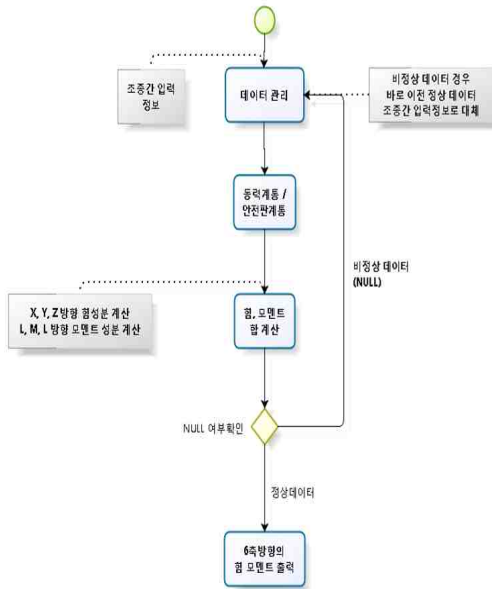 조종간 입력
정보
데이터 관리
비정상 데이터 경우
바로 이전 정상 데이터
조종간 입력정보로 대체
동력계통 /
안전판계통
비정상 데이터
(NULL)
X, Y, Z 방향 힘성분 계산
L, M, L 방향 모멘트 성분 계산
힘, 모멘트
합 계산
NULL 여부확인
정상데이터
6축방향의
힘 모멘트 출력